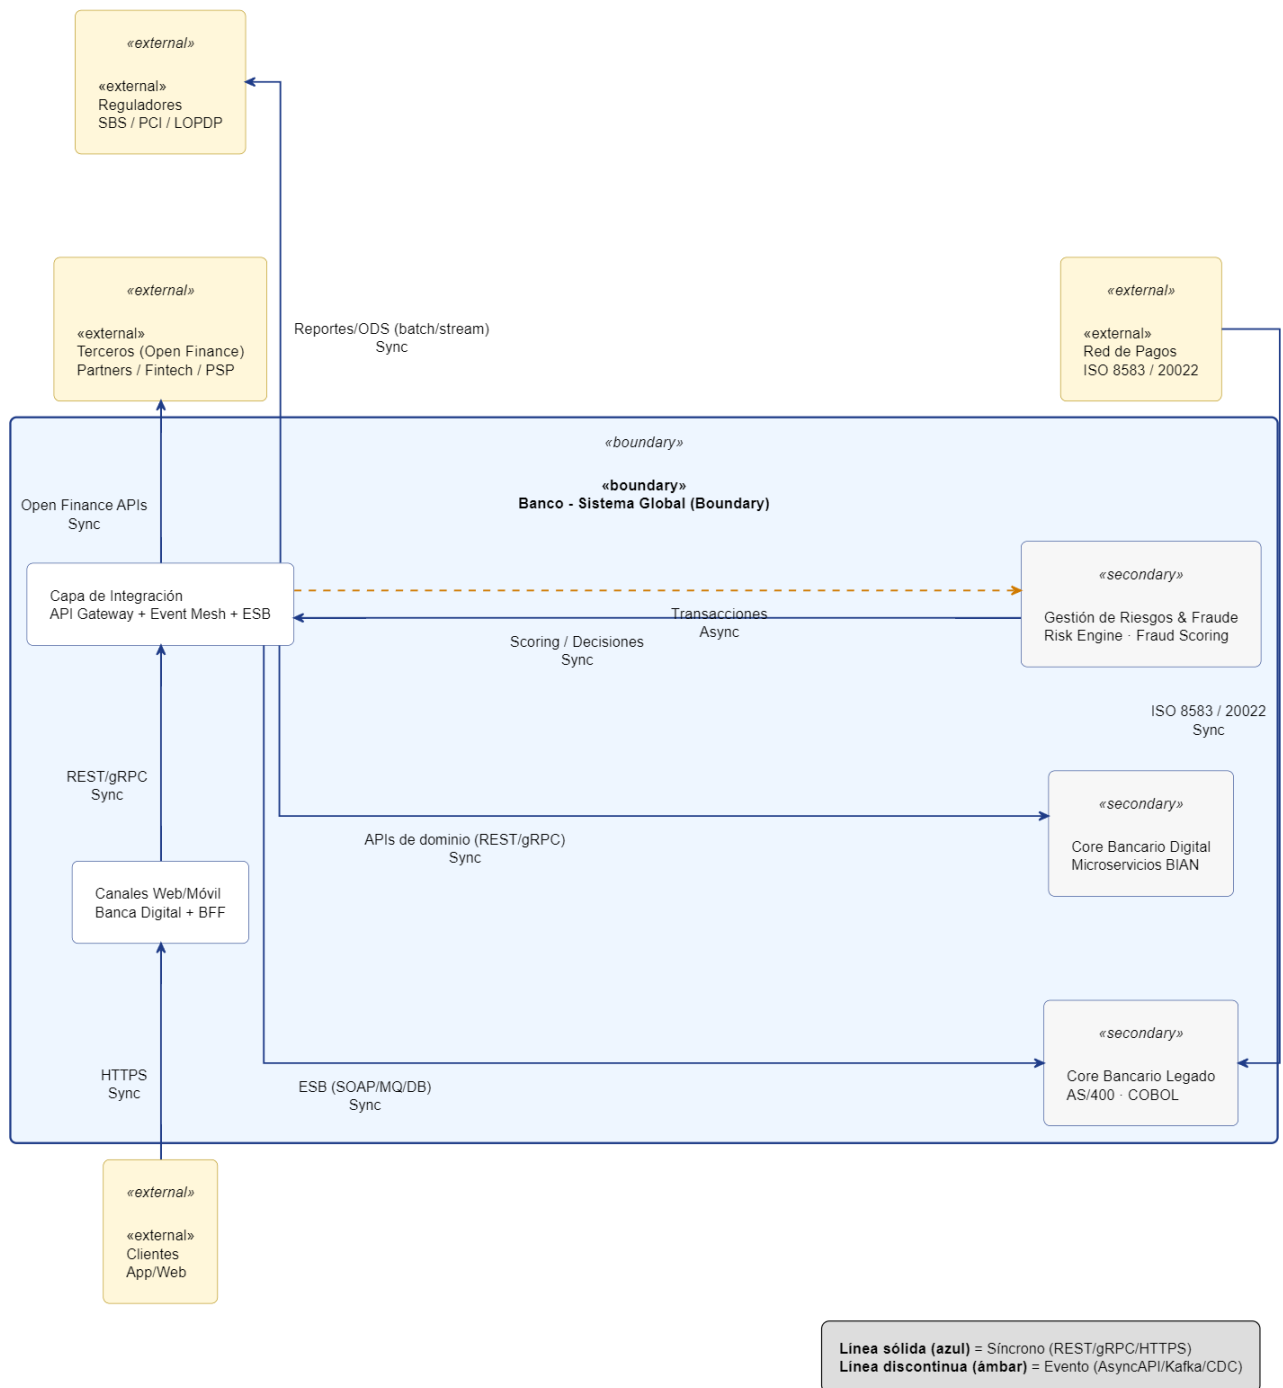 «external»
«external»
Reguladores
SBS / PCI / LOPDP
«external»
«external»
Terceros (Open Finance)
Partners / Fintech / PSP
Reportes/ODS (batch/stream)
Sync
«external»
«external»
Red de Pagos
ISO 8583 / 20022
«boundary»
«boundary»
Banco - Sistema Global (Boundary)
Open Finance APIs
Sync
Capa de Integración
API Gateway + Event Mesh + ESB
Transacciones
Async
Scoring / Decisiones
Sync
«secondary»
Gestión de Riesgos & Fraude
Risk Engine · Fraud Scoring
ISO 8583 / 20022
Sync
REST/gRPC
Sync
APIs de dominio (REST/gRPC)
Sync
«secondary»
Core Bancario Digital
Microservicios BIAN
Canales Web/Móvil
Banca Digital + BFF
HTTPS
Sync
ESB (SOAP/MQ/DB)
Sync
«secondary»
Core Bancario Legado
AS/400 · COBOL
«external»
«external»
Clientes
App/Web
Línea sólida (azul) = Síncrono (REST/gRPC/HTTPS)
Línea discontinua (ámbar) = Evento (AsyncAPI/Kafka/CDC)